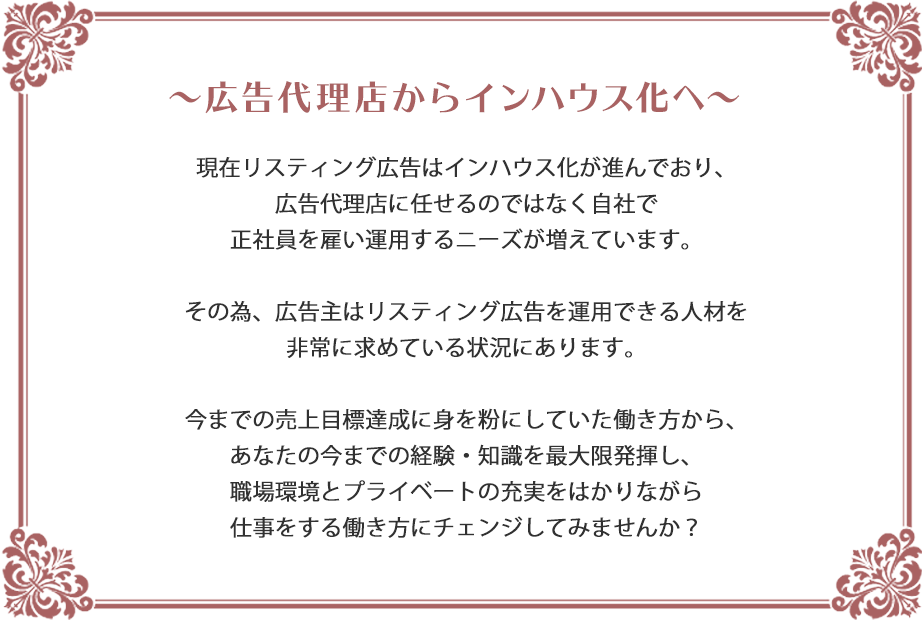 ～広告代理店からインハウス化へ～
現在リスティング広告はインハウス化が進んでおり、
広告代理店に任せるのではなく自社で
正社員を雇い運用するニーズが増えています。
その為、広告主はリスティング広告を運用できる人材を
非常に求めている状況にあります。
今までの売上目標達成に身を粉にしていた働き方から、
あなたの今までの経験・知識を最大限発揮し、
職場環境とプライベートの充実をはかりながら
仕事をする働き方にチェンジしてみませんか？